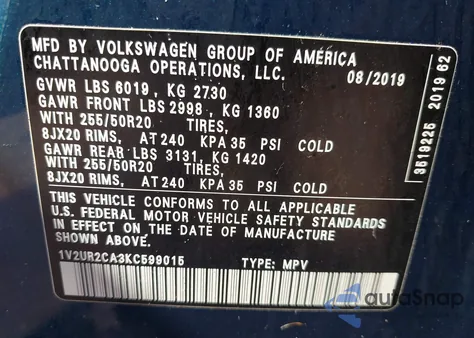 MFD BY VOLKSWAGEN GROUP OF AMERICA
CHATTANOOGA OPERATIONS, LLC. 08/2019
GVWR LBS 6019 , KG 2730
GAWR FRONT LBS 2998 , KG 1360
WITH 255/50R20 TIRES,
8JX20 RIMS, AT 240 KPA 35 PSI COLD
GAWR REAR LBS 3131, KG 1420
WITH 255/50R20 TIRES,
8JX20 RIMS, AT 240 KPA 35 PSI COLD
THIS VEHICLE CONFORMS TO ALL APPLICABLE
U.S. FEDERAL MOTOR VEHICLE SAFETY STANDARDS
IN EFFECT ON THE DATE OF MANUFACTURE
SHOWN ABOVE.
1V2UR2CA3KC599015 TYPE: MPV
3519225 2019 62
autoSnap